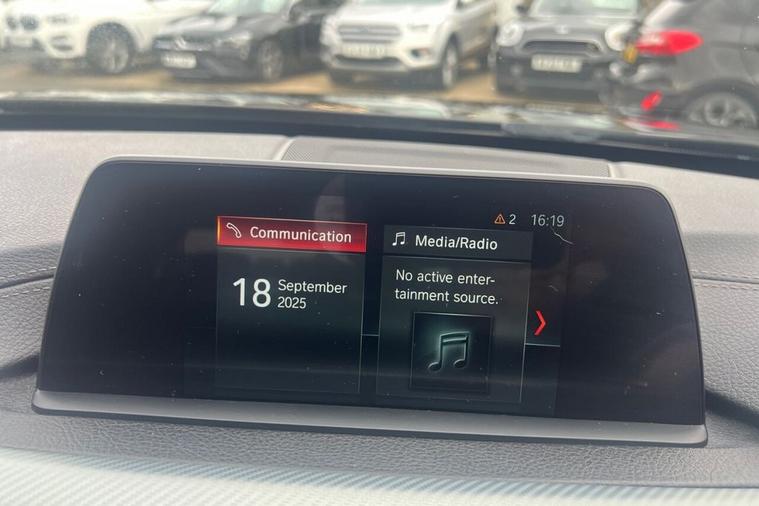 2 16:19
Communication
Media/Radio
18 September
2025
No active enter-
tainment source.